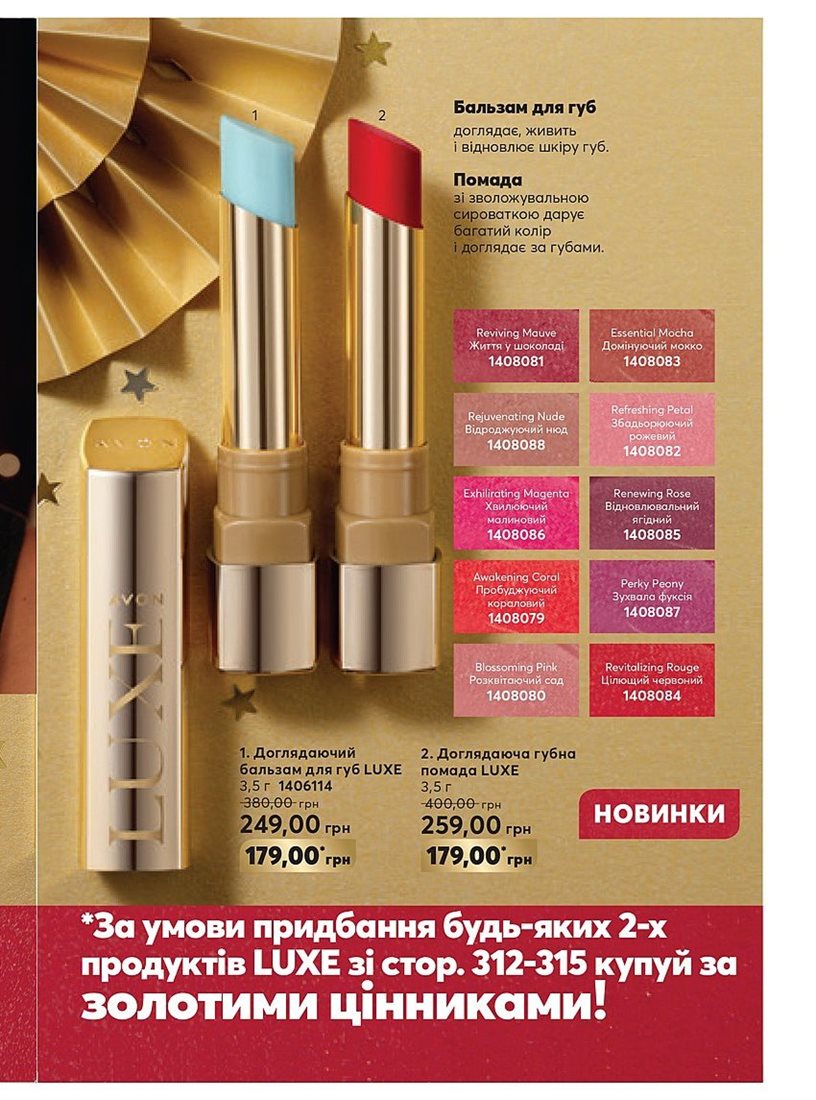 1
2
Бальзам для губ
доглядає, живить
і відновлює шкіру губ.
Помада
зі зволожувальною
сироваткою дарує
багатий колір
і доглядає за губами.
Reviving Mauve
Життя у шоколаді
1408081
Essential Mocha
Домінуючий мокко
1408083
Rejuvenating Nude
Відроджуючий нюд
1408088
Refreshing Petal
Збадьорюючий
рожевий
1408082
Exhilirating Magenta
Хвилюючий
малиновий
1408086
Renewing Rose
Відновлювальний
ягідний
1408085
Awakening Coral
Пробуджуючий
кораловий
1408079
Perky Peony
Зухвала фуксія
1408087
Blossoming Pink
Розквітаючий сад
1408080
Revitalizing Rouge
Цілющий червоний
1408084
AVON
AVON
LUXE
1. Доглядаючий
бальзам для губ LUXE
3,5 г 1406114
380,00 грн
249,00 грн
179,00* грн
2. Доглядаюча губна
помада LUXE
3,5 г
400,00 грн
259,00 грн
179,00* грн
НОВИНКИ
*За умови придбання будь-яких 2-х
продуктів LUXE зі стор. 312-315 купуй за
золотими цінниками!